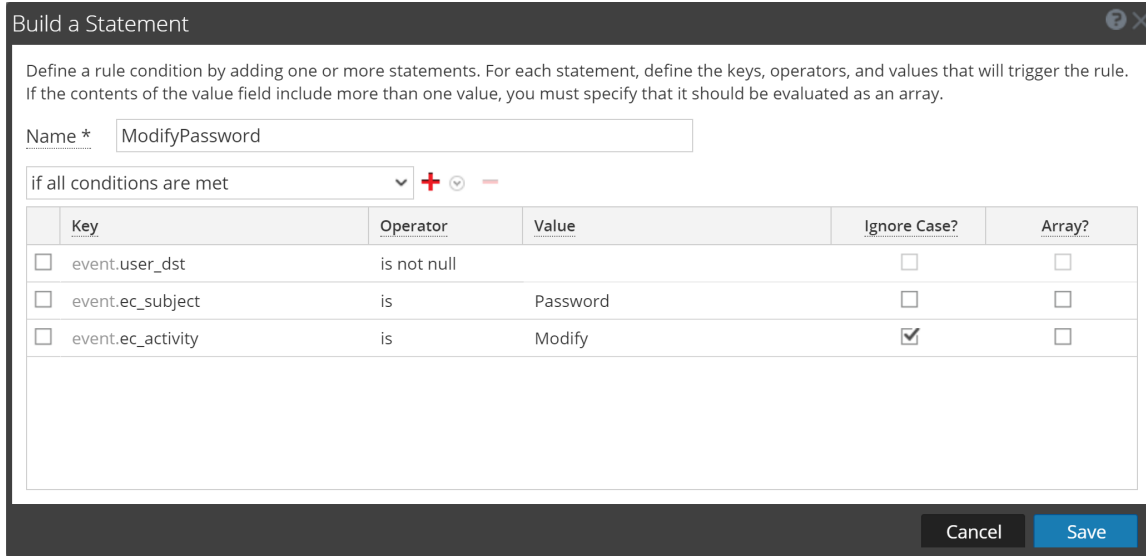 Build a Statement
Define a rule condition by adding one or more statements. For each statement, define the keys, operators, and values that will trigger the rule.
If the contents of the value field include more than one value, you must specify that it should be evaluated as an array.
Name * ModifyPassword
if all conditions are met
Key Operator Value Ignore Case? Array?
event.user_dst is not null
event.ec_subject is Password
event.ec_activity is Modify
Cancel Save